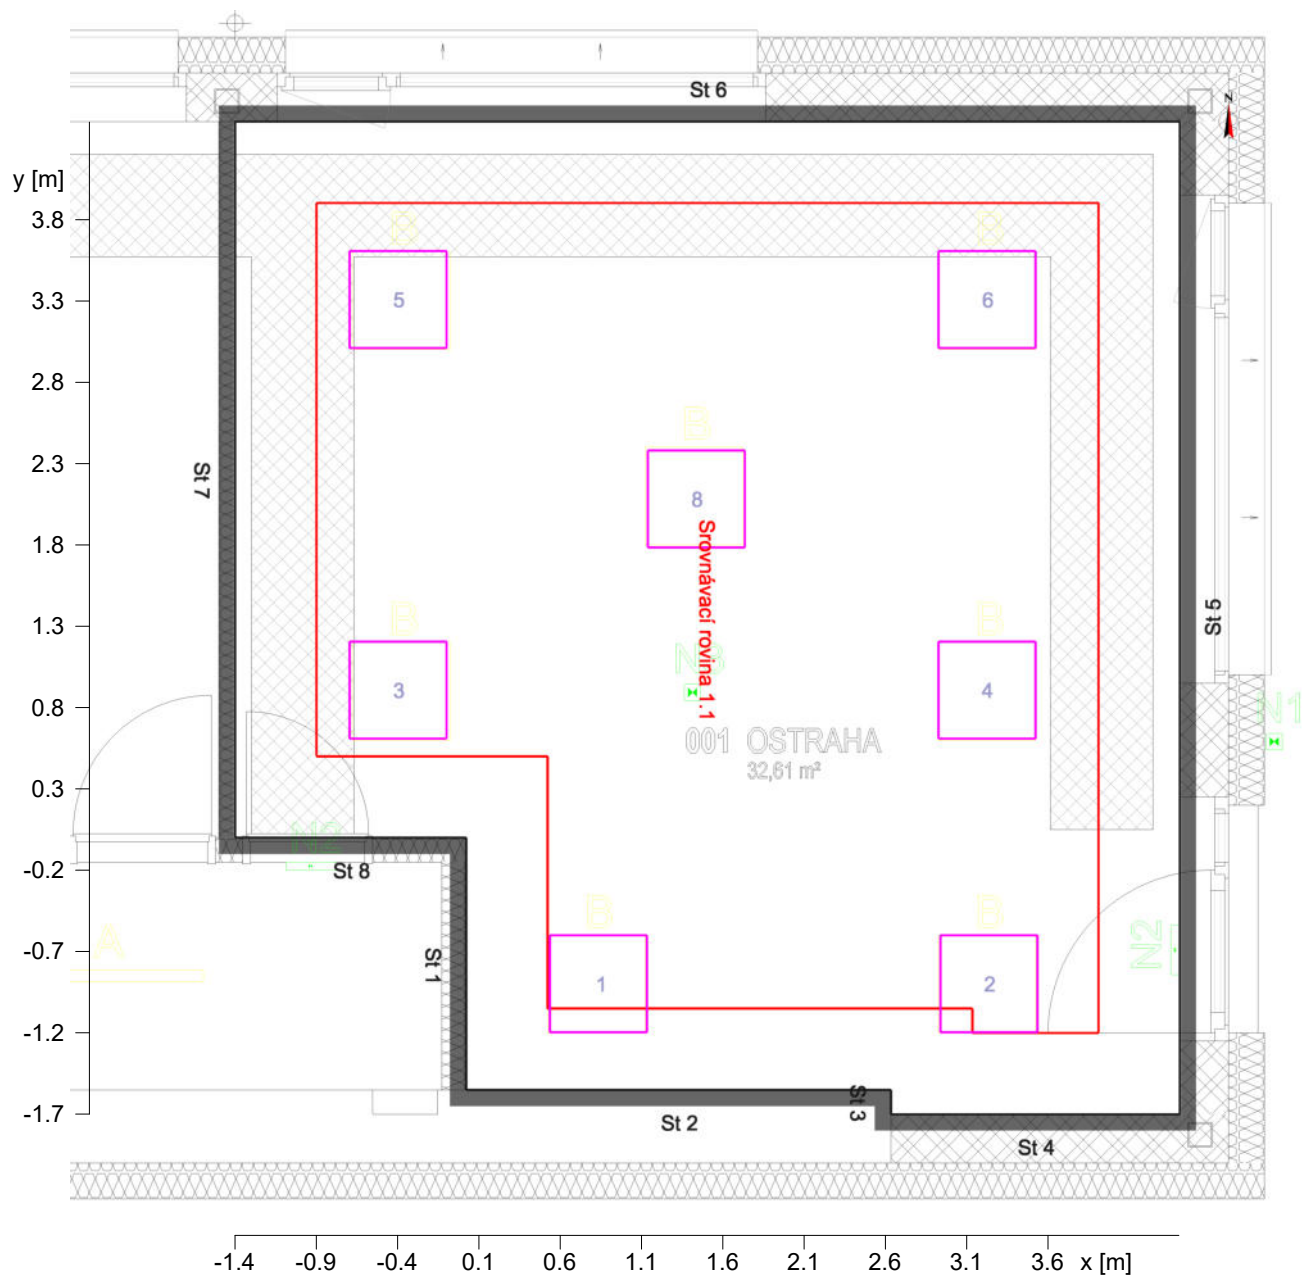 St 6
z
y [m]
3.8
B
B
3.3
5
6
2.8
B
2.3
St 7
8
1.8
Srovnávací rovina 1.1
1.3
B
B
St 5
N3
0.8
3
4
N1
001 OSTRAHA
32,61 m²
0.3
N2
-0.2
St 8
B
B
-0.7
A
St 1
N2
1
2
-1.2
St 3
-1.7
St 2
St 4
-1.4 -0.9 -0.4 0.1 0.6 1.1 1.6 2.1 2.6 3.1 3.6 x [m]